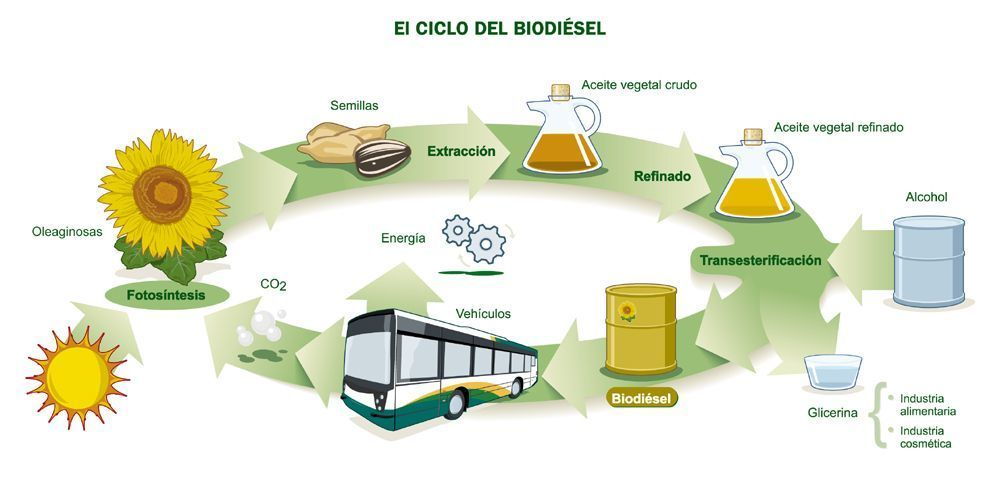 El CICLO DEL BIODIÉSEL
Aceite vegetal crudo
Semillas
Aceite vegetal refinado
Extracción
Refinado
Alcohol
Oleaginosas
Energía
Transesterificación
Fotosíntesis
CO2
Vehículos
Biodiésel
Glicerina
Industria
alimentaria
Industria
cosmética